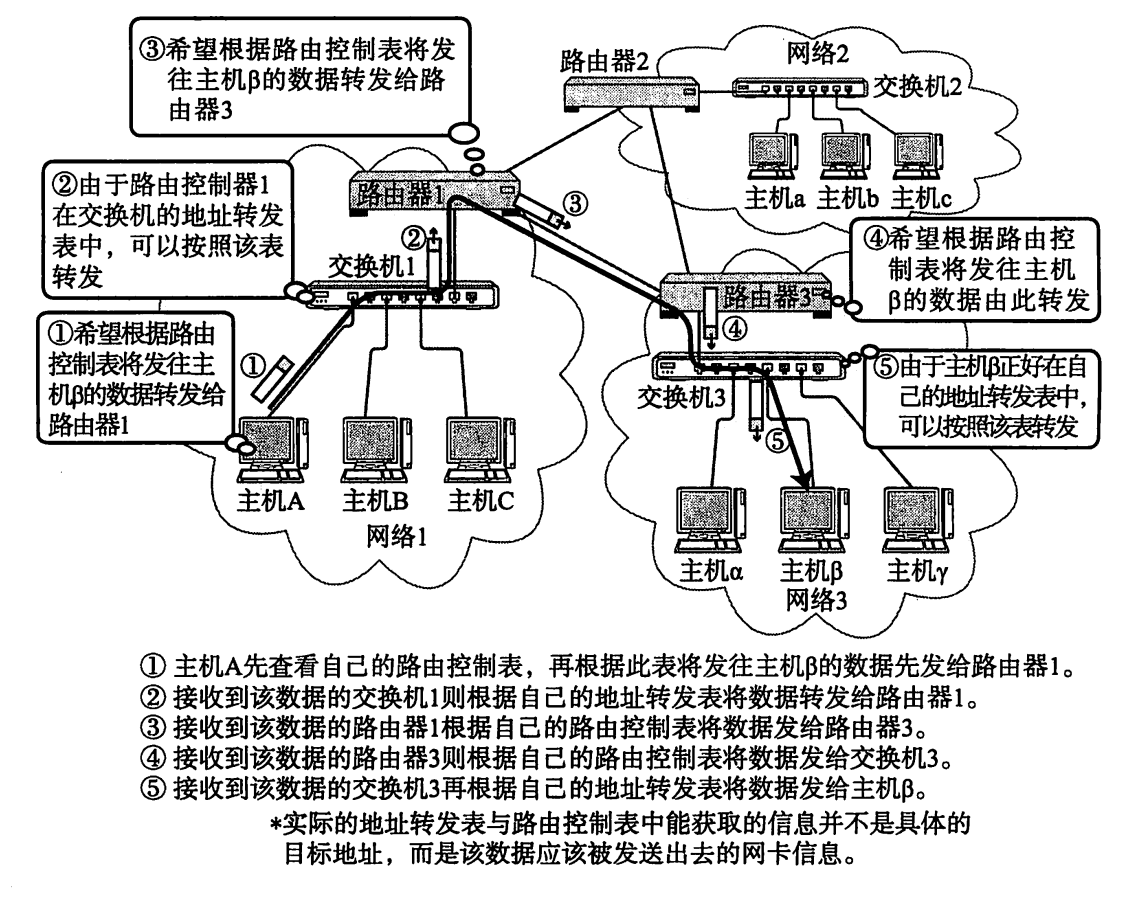 ③希望根据路由控制表将发
往主机β的数据转发给路
由器3
路由器2
网络2
交换机2
主机a
主机b
主机c
②由于路由控制器1
在交换机的地址转发
表中，可以按照该表
转发
路由器1
③
②
交换机1
④希望根据路由控
制表将发往主机
β的数据由此转发
路由器3
④
①希望根据路由
控制表将发往主
机β的数据转发给
路由器1
①
交换机3
⑤由于主机β正好在自
己的地址转发表中，
可以按照该表转发
⑤
主机A
主机B
主机C
网络1
主机α
主机β
主机γ
网络3
① 主机A先查看自己的路由控制表，再根据此表将发往主机β的数据先发给路由器1。
② 接收到该数据的交换机1则根据自己的地址转发表将数据转发给路由器1。
③ 接收到该数据的路由器1根据自己的路由控制表将数据发给路由器3。
④ 接收到该数据的路由器3则根据自己的路由控制表将数据发给交换机3。
⑤ 接收到该数据的交换机3再根据自己的地址转发表将数据发给主机β。
*实际的地址转发表与路由控制表中能获取的信息并不是具体的
目标地址，而是该数据应该被发送出去的网卡信息。